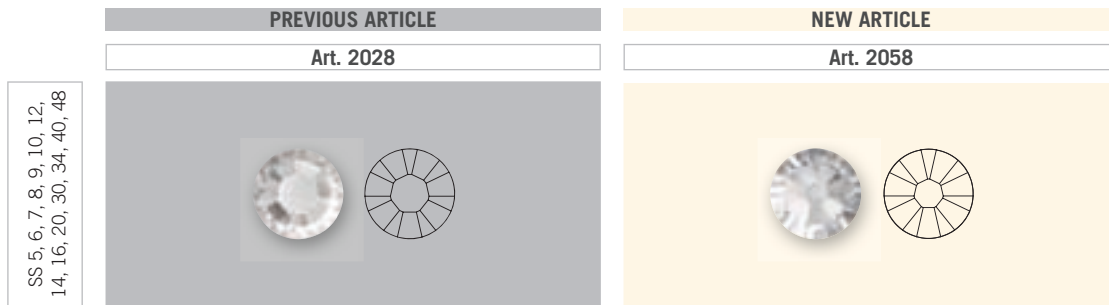 PREVIOUS ARTICLE
NEW ARTICLE
Art. 2028
Art. 2058
SS 5, 6, 7, 8, 9, 10, 12,
14, 16, 20, 30, 34, 40, 48